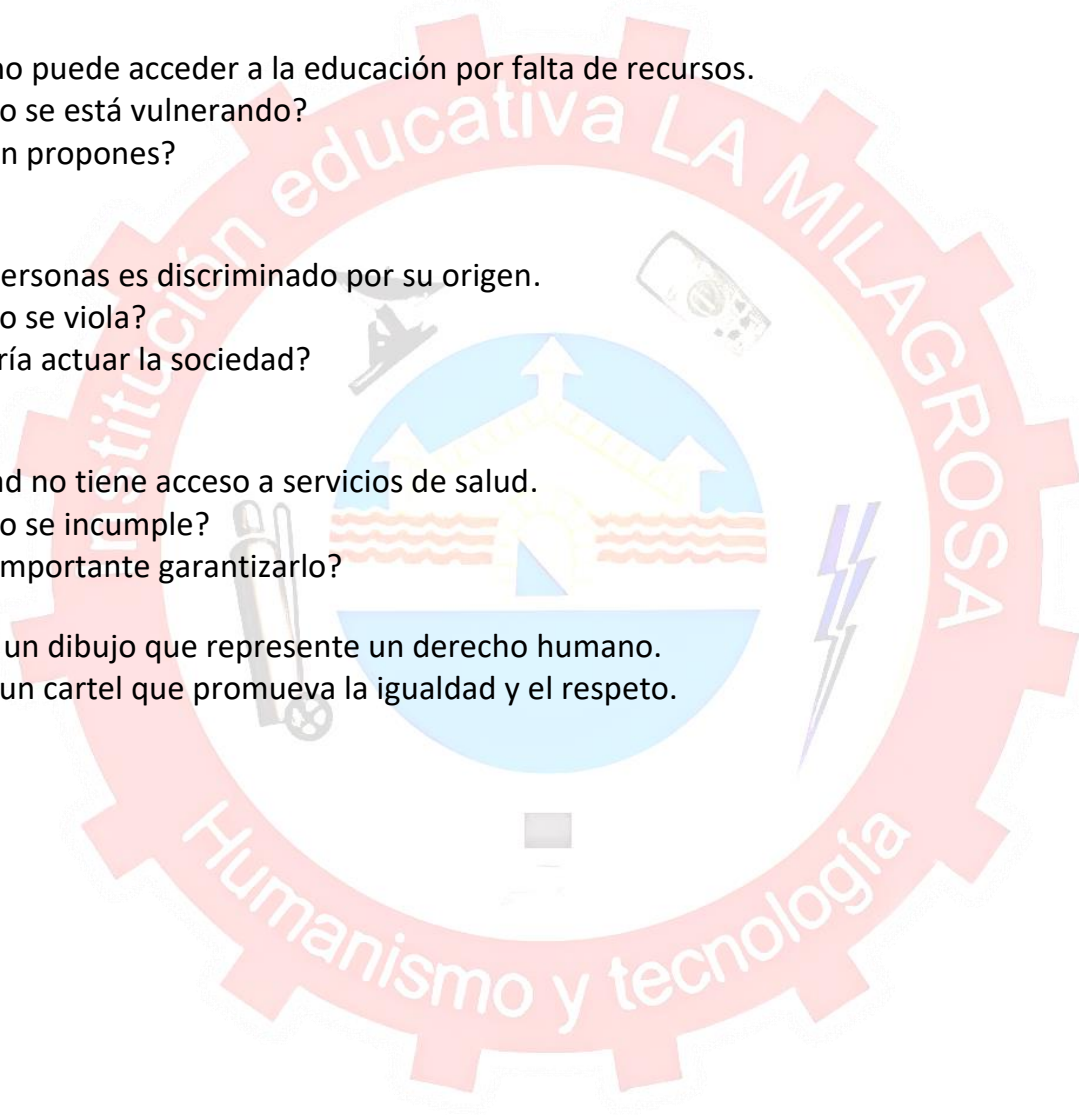 no puede acceder a la educación por falta de recursos.
o se está vulnerando?
n propones?
ersonas es discriminado por su origen.
o se viola?
ría actuar la sociedad?
ad no tiene acceso a servicios de salud.
o se incumple?
importante garantizarlo?
un dibujo que represente un derecho humano.
un cartel que promueva la igualdad y el respeto.
Institución educativa LA MILAGROSA
Humanismo y tecnología